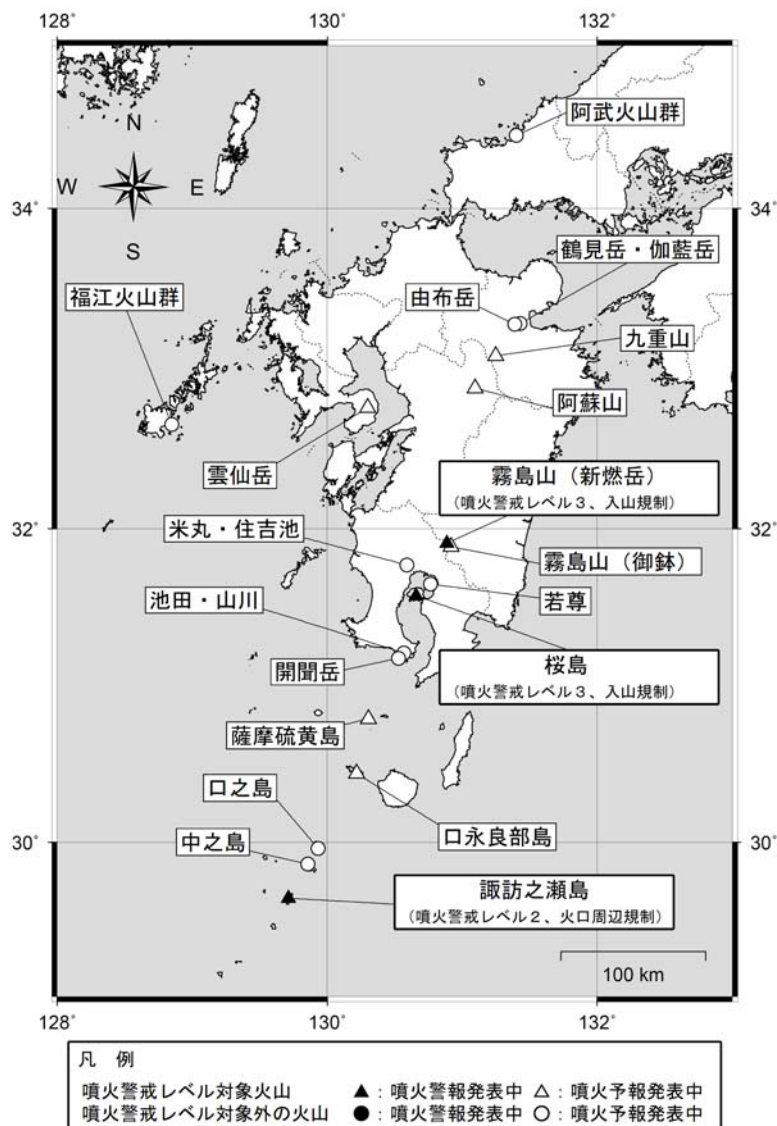 128°
130°
132°
阿武火山群
N
W
E
S
34°
34°
鶴見岳・伽藍岳
福江火山群
由布岳
九重山
阿蘇山
雲仙岳
霧島山（新燃岳）
（噴火警戒レベル３、入山規制）
32°
32°
米丸・住吉池
霧島山（御鉢）
池田・山川
若尊
開聞岳
桜島
（噴火警戒レベル３、入山規制）
薩摩硫黄島
口之島
口永良部島
30°
30°
中之島
諏訪之瀬島
（噴火警戒レベル２、火口周辺規制）
100 km
128°
130°
132°
凡 例
噴火警戒レベル対象火山 ▲：噴火警報発表中 △：噴火予報発表中
噴火警戒レベル対象外の火山 ●：噴火警報発表中 ○：噴火予報発表中